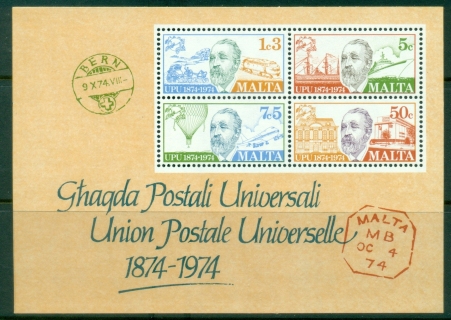 BERN
9 X 74. VIII-
1c3
UPU 1874-1974
MALTA
5c
UPU 1874-1974
MALTA
7c5
UPU 1874-1974
MALTA
50c
UPU 1874-1974
MALTA
Għaqda Postali Universali
Union Postale Universelle
1874-1974
MALTA
MB
OC 4
74